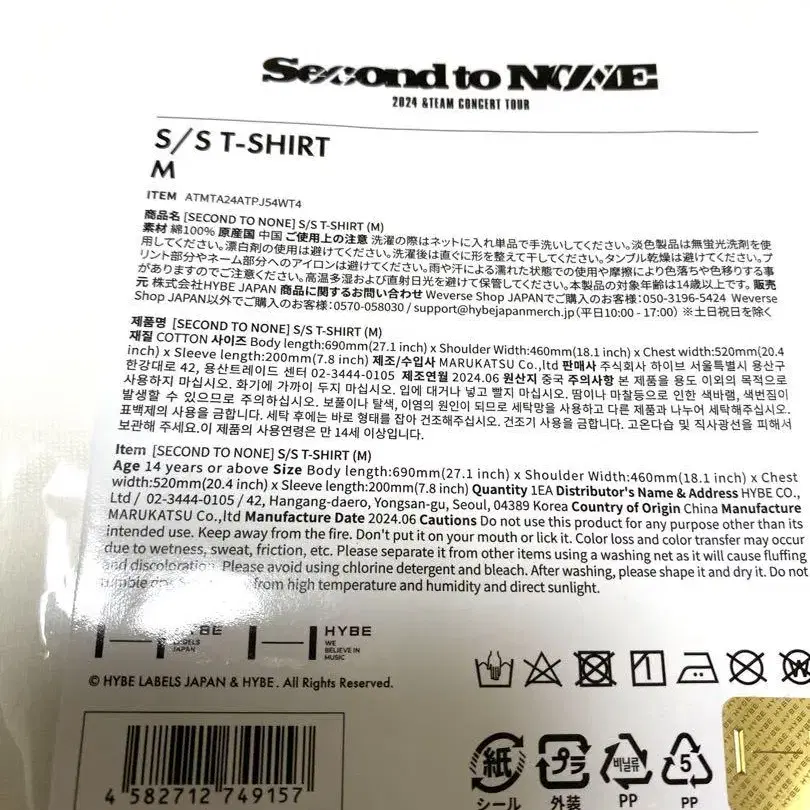 Second to NONE
2024 &TEAM CONCERT TOUR
S/S T-SHIRT
M
ITEM ATMTA24ATPJ54WT4
商品名 [SECOND TO NONE] S/S T-SHIRT (M)
素材 綿100% 原産国 中国 ご使用上の注意 洗濯の際はネットに入れ単品で手洗いしてください。淡色製品は無蛍光洗剤を使
用してください。漂白剤の使用は避けてください。洗濯後は直ぐに形を整えて干してください。タンブル乾燥は避けてください。プ
リント部分やネーム部分へのアイロンは避けてください。雨や汗による濡れた状態での使用や摩擦により色落ちや色移りする事
がありますのでご注意ください。高温多湿および直射日光を避けて保管してください。本製品の対象年齢は14歳以上です。販売
元 株式会社HYBE JAPAN 商品に関するお問い合わせ Weverse Shop JAPANでご購入のお客様:050-3196-5424 Weverse
Shop JAPAN以外でご購入のお客様:0570-058030 / support@hybejapanmerch.jp(平日10:00 - 17:00) ※土日祝日を除く
제품명 [SECOND TO NONE] S/S T-SHIRT (M)
재질 COTTON 사이즈 Body length:690mm(27.1 inch) x Shoulder Width:460mm(18.1 inch) x Chest width:520mm(20.4
inch) x Sleeve length:200mm(7.8 inch) 제조/수입사 MARUKATSU Co.,ltd 판매사 주식회사 하이브 서울특별시 용산구
한강대로 42, 용산트레이드 센터 02-3444-0105 제조연월 2024.06 원산지 중국 주의사항 본 제품을 용도 이외의 목적으로
사용하지 마십시오. 화기에 가까이 두지 마십시오. 입에 대거나 넣고 빨지 마십시오. 땀이나 마찰등으로 인한 색바램, 색번짐이
발생할 수 있으므로 주의하십시오. 보풀이나 탈색, 이염의 원인이 되므로 세탁망을 사용하고 다른 제품과 나누어 세탁해주십시오.
표백제의 사용을 금합니다. 세탁 후에는 바로 형태를 잡아 건조해주십시오. 건조기 사용을 금합니다. 고온다습 및 직사광선을 피해서
보관해 주세요.이 제품의 사용연령은 만 14세 이상입니다.
Item [SECOND TO NONE] S/S T-SHIRT (M)
Age 14 years or above Size Body length:690mm(27.1 inch) x Shoulder Width:460mm(18.1 inch) x Chest
width:520mm(20.4 inch) x Sleeve length:200mm(7.8 inch) Quantity 1EA Distributor's Name & Address HYBE CO.,
Ltd / 02-3444-0105 / 42, Hangang-daero, Yongsan-gu, Seoul, 04389 Korea Country of Origin China Manufacture
MARUKATSU Co.,ltd Manufacture Date 2024.06 Cautions Do not use this product for any purpose other than its
intended use. Keep away from the fire. Don't put it on your mouth or lick it. Color loss and color transfer may occur
due to wetness, sweat, friction, etc. Please separate it from other items using a washing net as it will cause fluffing
and discoloration. Please avoid using chlorine detergent and bleach. After washing, please shape it and dry it. Do not
tumble dry. from high temperature and humidity and direct sunlight.
HYBE LABELS JAPAN
HYBE WE BELIEVE IN MUSIC
© HYBE LABELS JAPAN & HYBE . All Rights Reserved.
4 582712 749157
紙 シール
プラ 外装
비닐류 PP
5 PP
HYBE